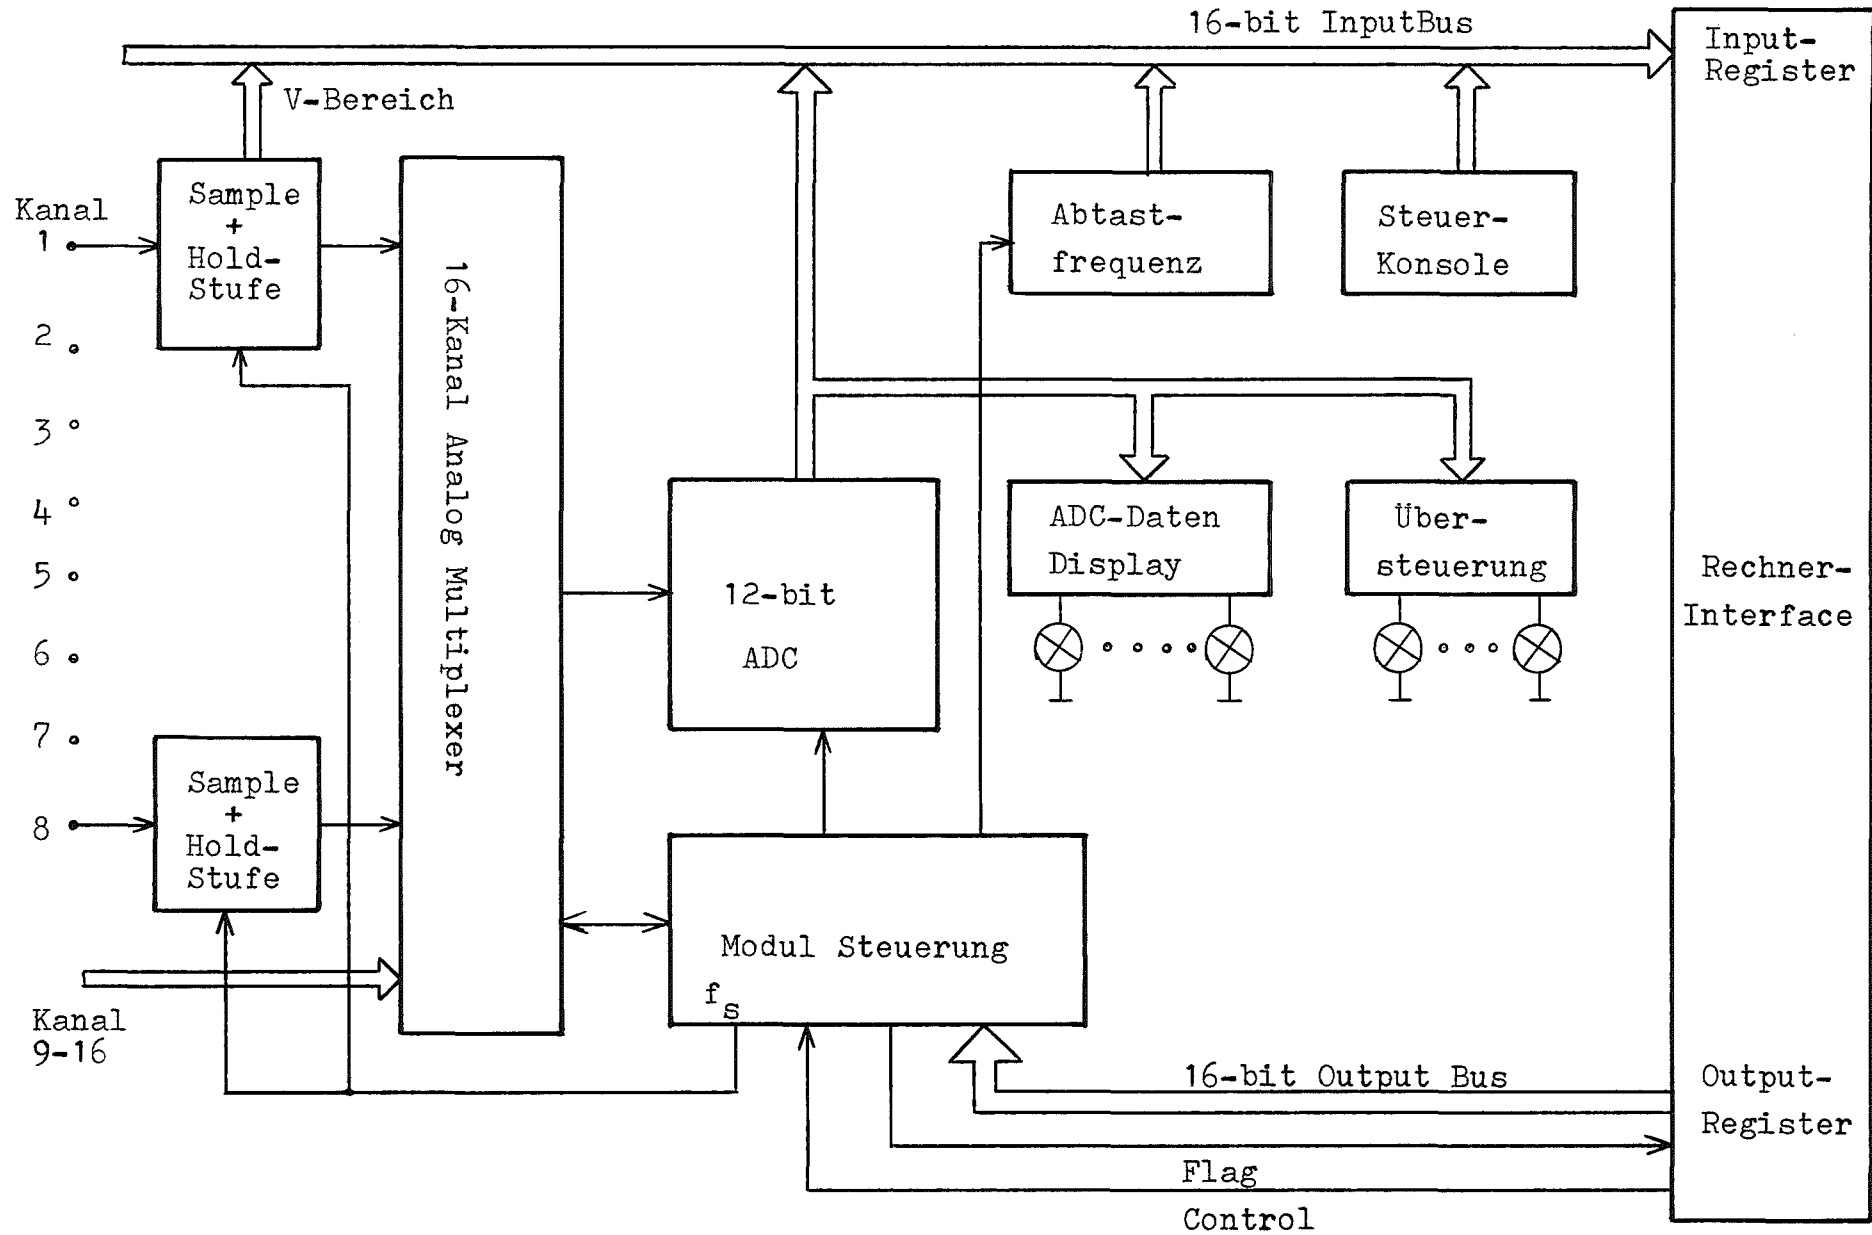 16-bit InputBus
Input-
Register
V-Bereich
Kanal
1
Sample
+
Hold-
Stufe
Abtast-
frequenz
Steuer-
Konsole
16-Kanal Analog Multiplexer
2
3
4
5
6
7
8
12-bit
ADC
ADC-Daten
Display
Über-
steuerung
Rechner-
Interface
Sample
+
Hold-
Stufe
Modul Steuerung
fs
Kanal
9-16
16-bit Output Bus
Output-
Register
Flag
Control